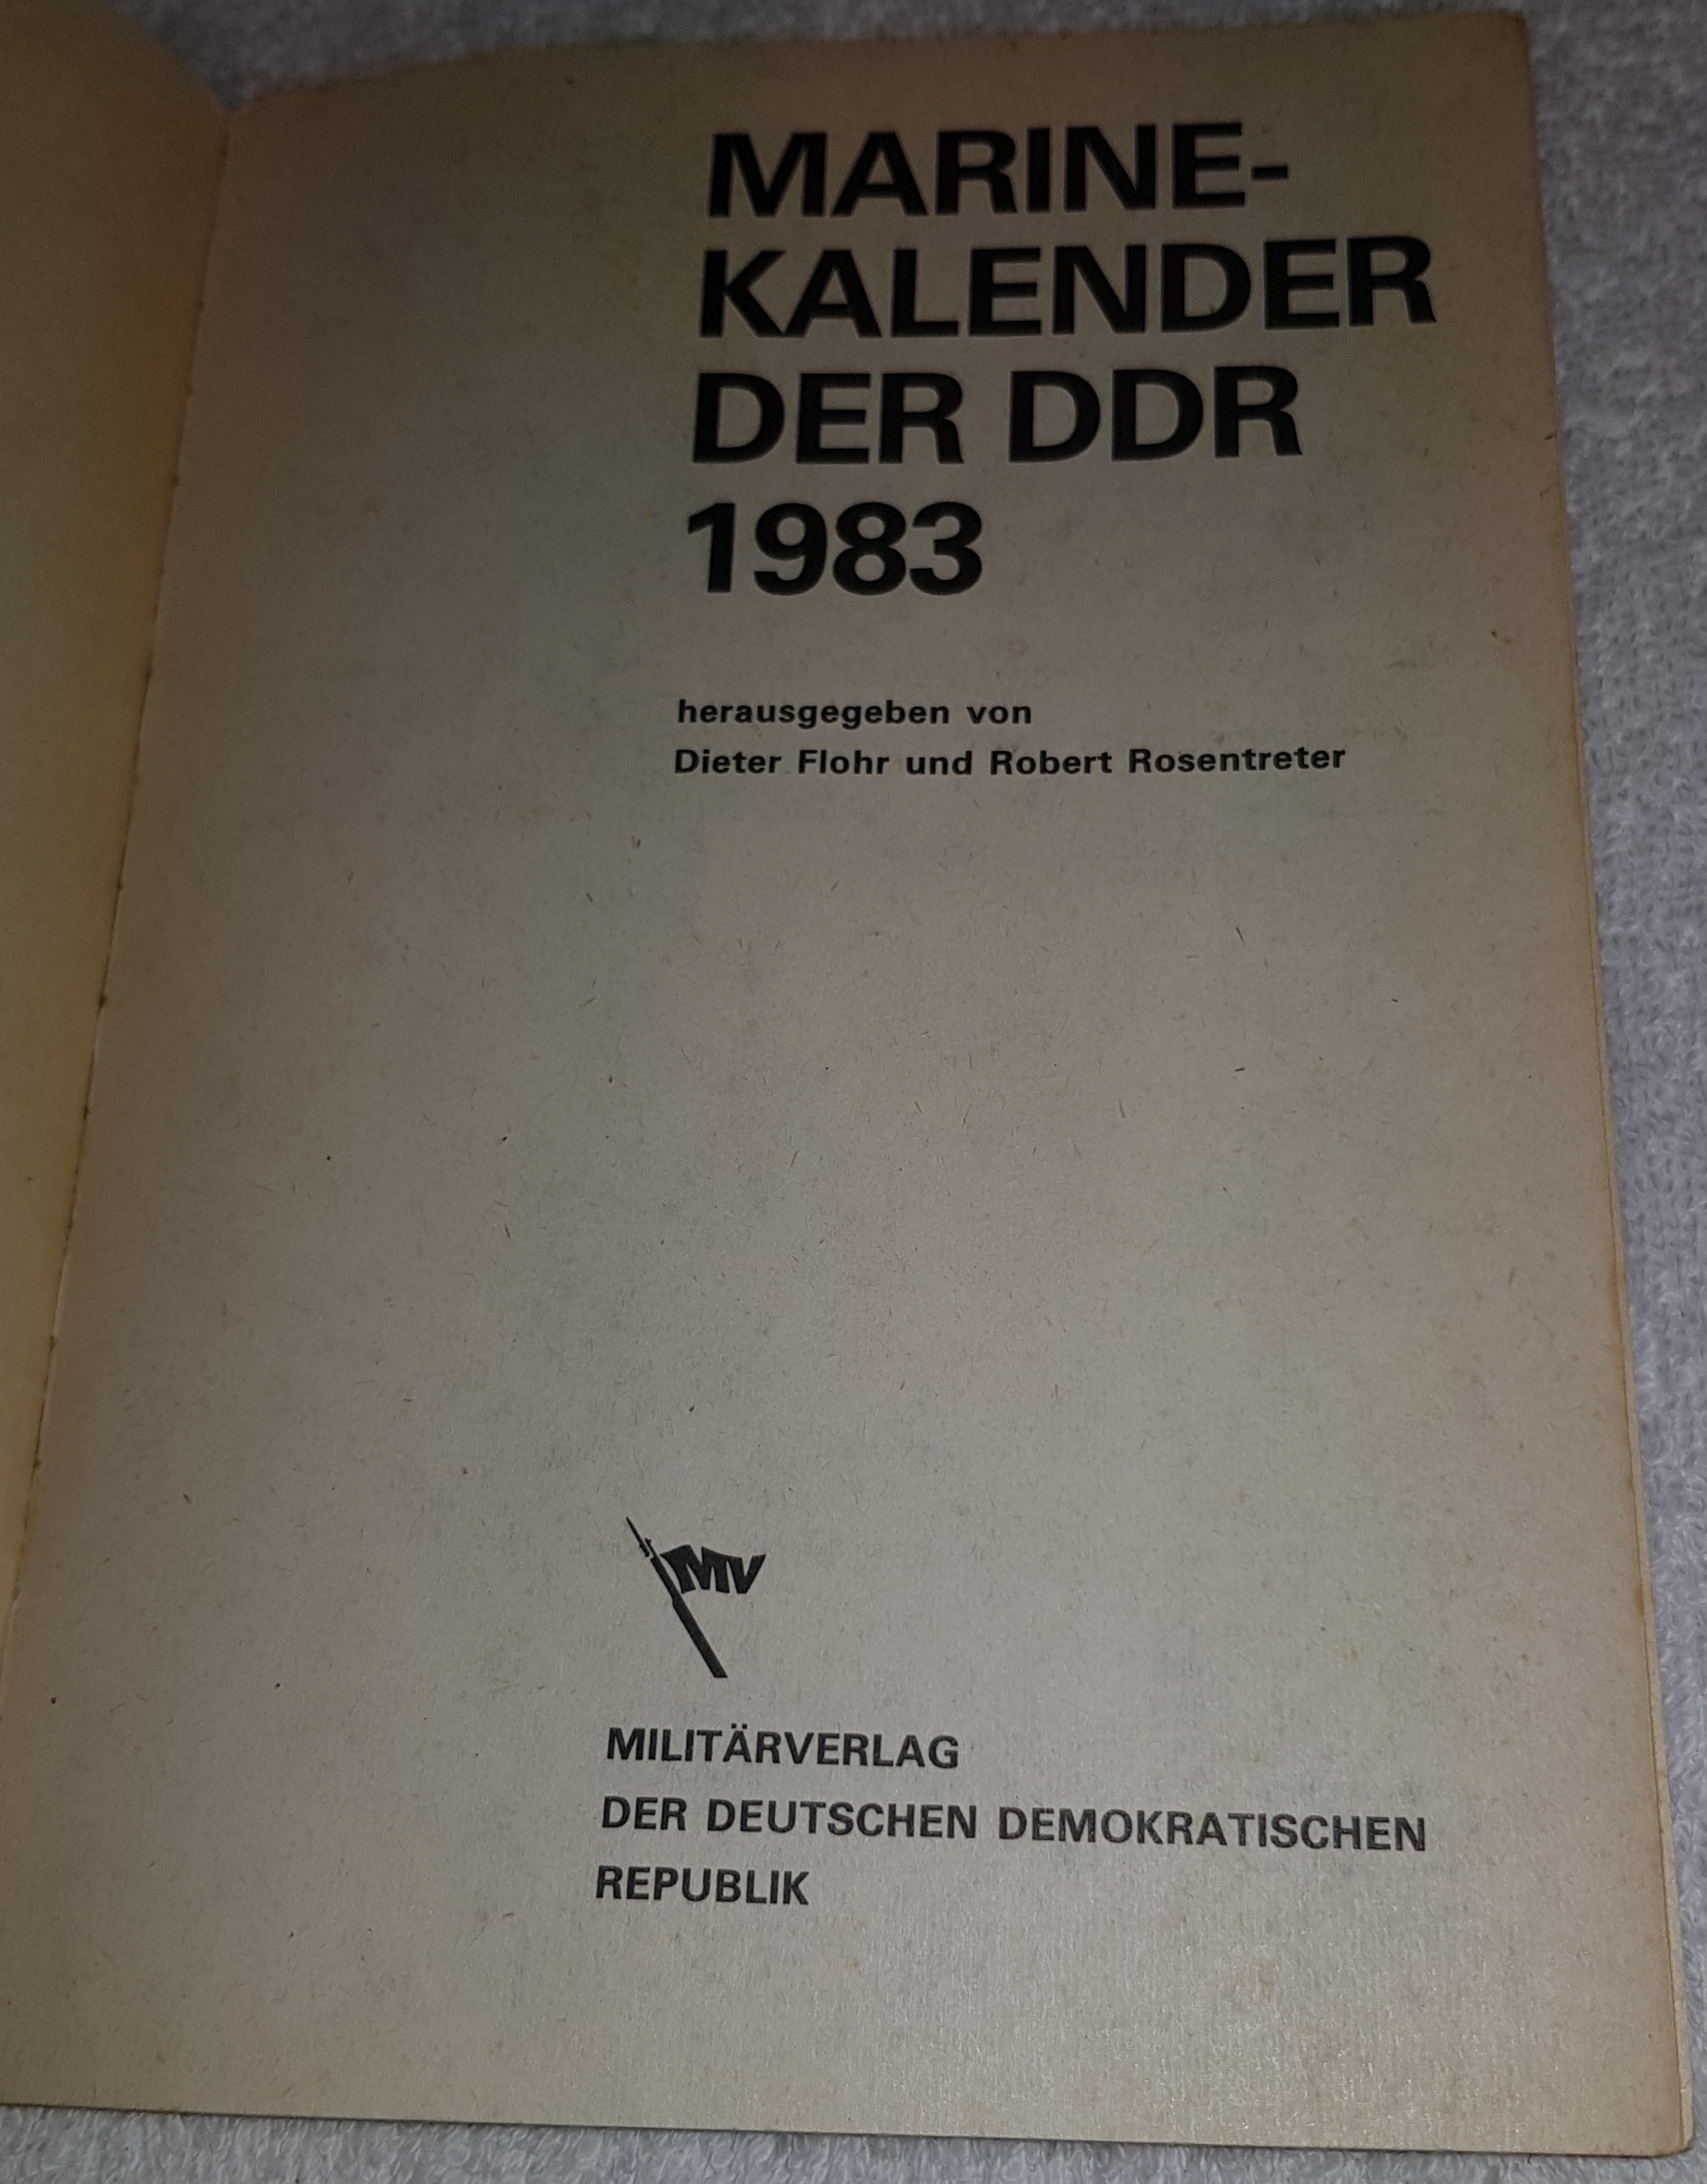 MARINE-
KALENDER
DER DDR
1983
herausgegeben von
Dieter Flohr und Robert Rosentreter
MV
MILITÄRVERLAG
DER DEUTSCHEN DEMOKRATISCHEN
REPUBLIK